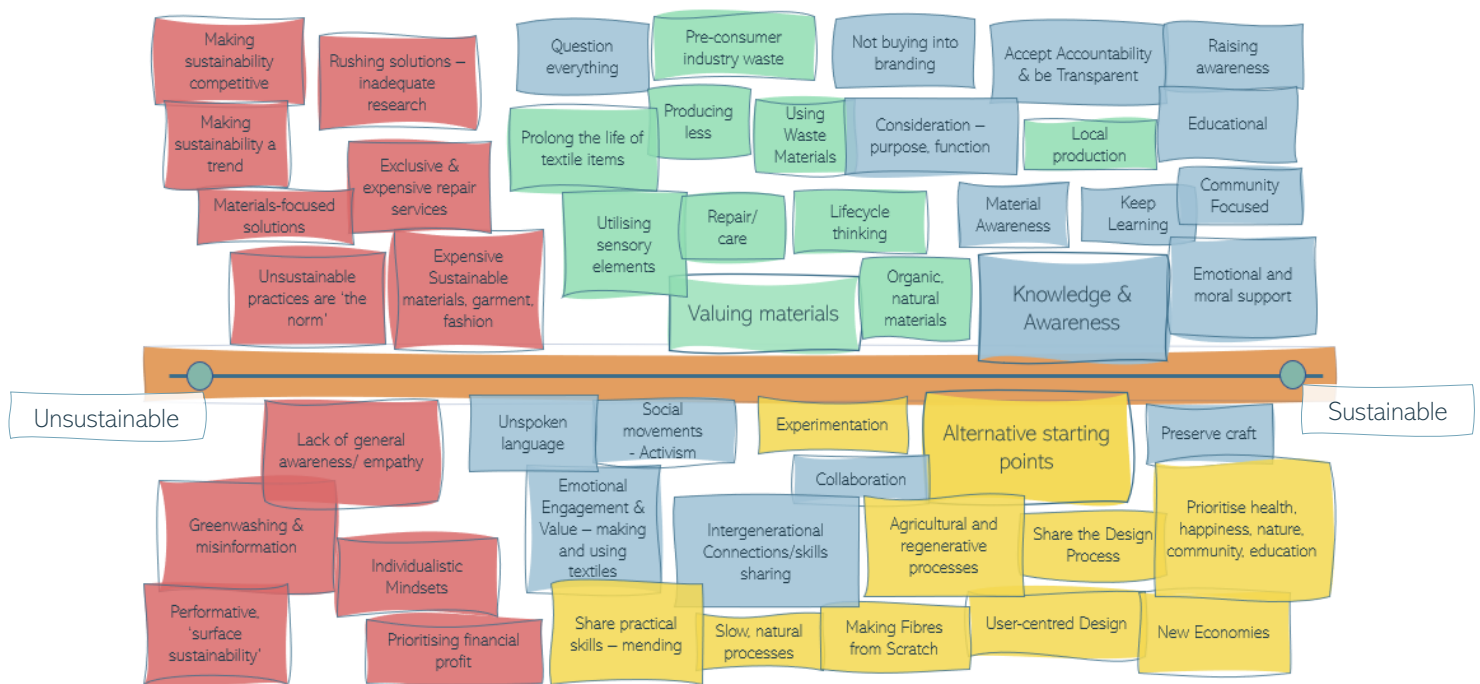 Making
sustainability
competitive
Rushing solutions –
inadequate
research
Question
everything
Pre-consumer
industry waste
Not buying into
branding
Accept Accountability
& be Transparent
Raising
awareness
Making
sustainability a
trend
Exclusive &
expensive repair
services
Prolong the life of
textile items
Producing
less
Using
Waste
Materials
Consideration –
purpose, function
Local
production
Educational
Materials-focused
solutions
Utilising
sensory
elements
Repair/
care
Lifecycle
thinking
Material
Awareness
Keep
Learning
Community
Focused
Unsustainable
practices are ‘the
norm’
Expensive
Sustainable
materials, garment,
fashion
Valuing materials
Organic,
natural
materials
Knowledge &
Awareness
Emotional and
moral support
Unsustainable
Sustainable
Lack of general
awareness/ empathy
Unspoken
language
Social
movements
- Activism
Experimentation
Alternative starting
points
Preserve craft
Greenwashing &
misinformation
Emotional
Engagement &
Value – making
and using
textiles
Collaboration
Intergenerational
Connections/skills
sharing
Agricultural and
regenerative
processes
Share the Design
Process
Prioritise health,
happiness, nature,
community, education
Individualistic
Mindsets
Performative,
‘surface
sustainability’
Prioritising financial
profit
Share practical
skills – mending
Slow, natural
processes
Making Fibres
from Scratch
User-centred Design
New Economies